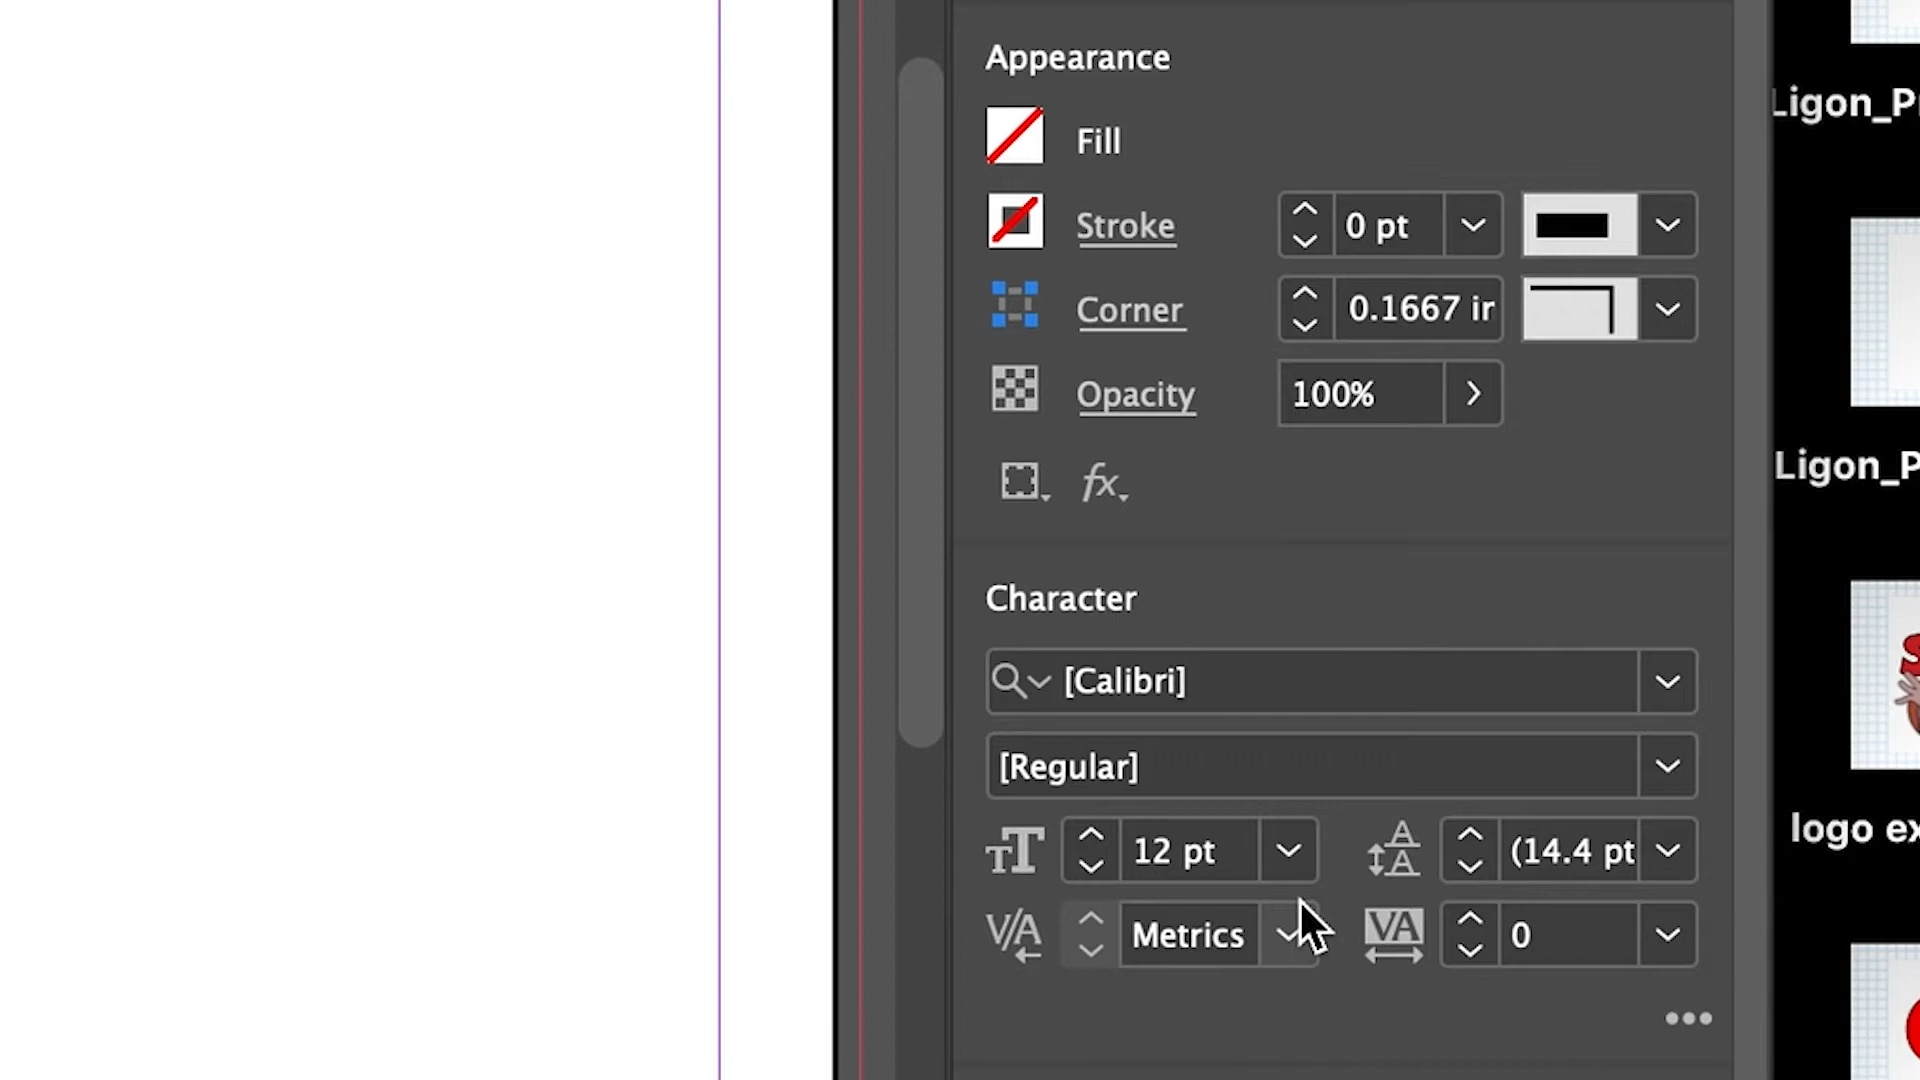 Appearance
Fill
Stroke
0 pt
Corner
0.1667 in
Opacity
100%
fx
Character
[Calibri]
[Regular]
12 pt
(14.4 pt
Metrics
0
Ligon_P
Ligon_P
logo ex